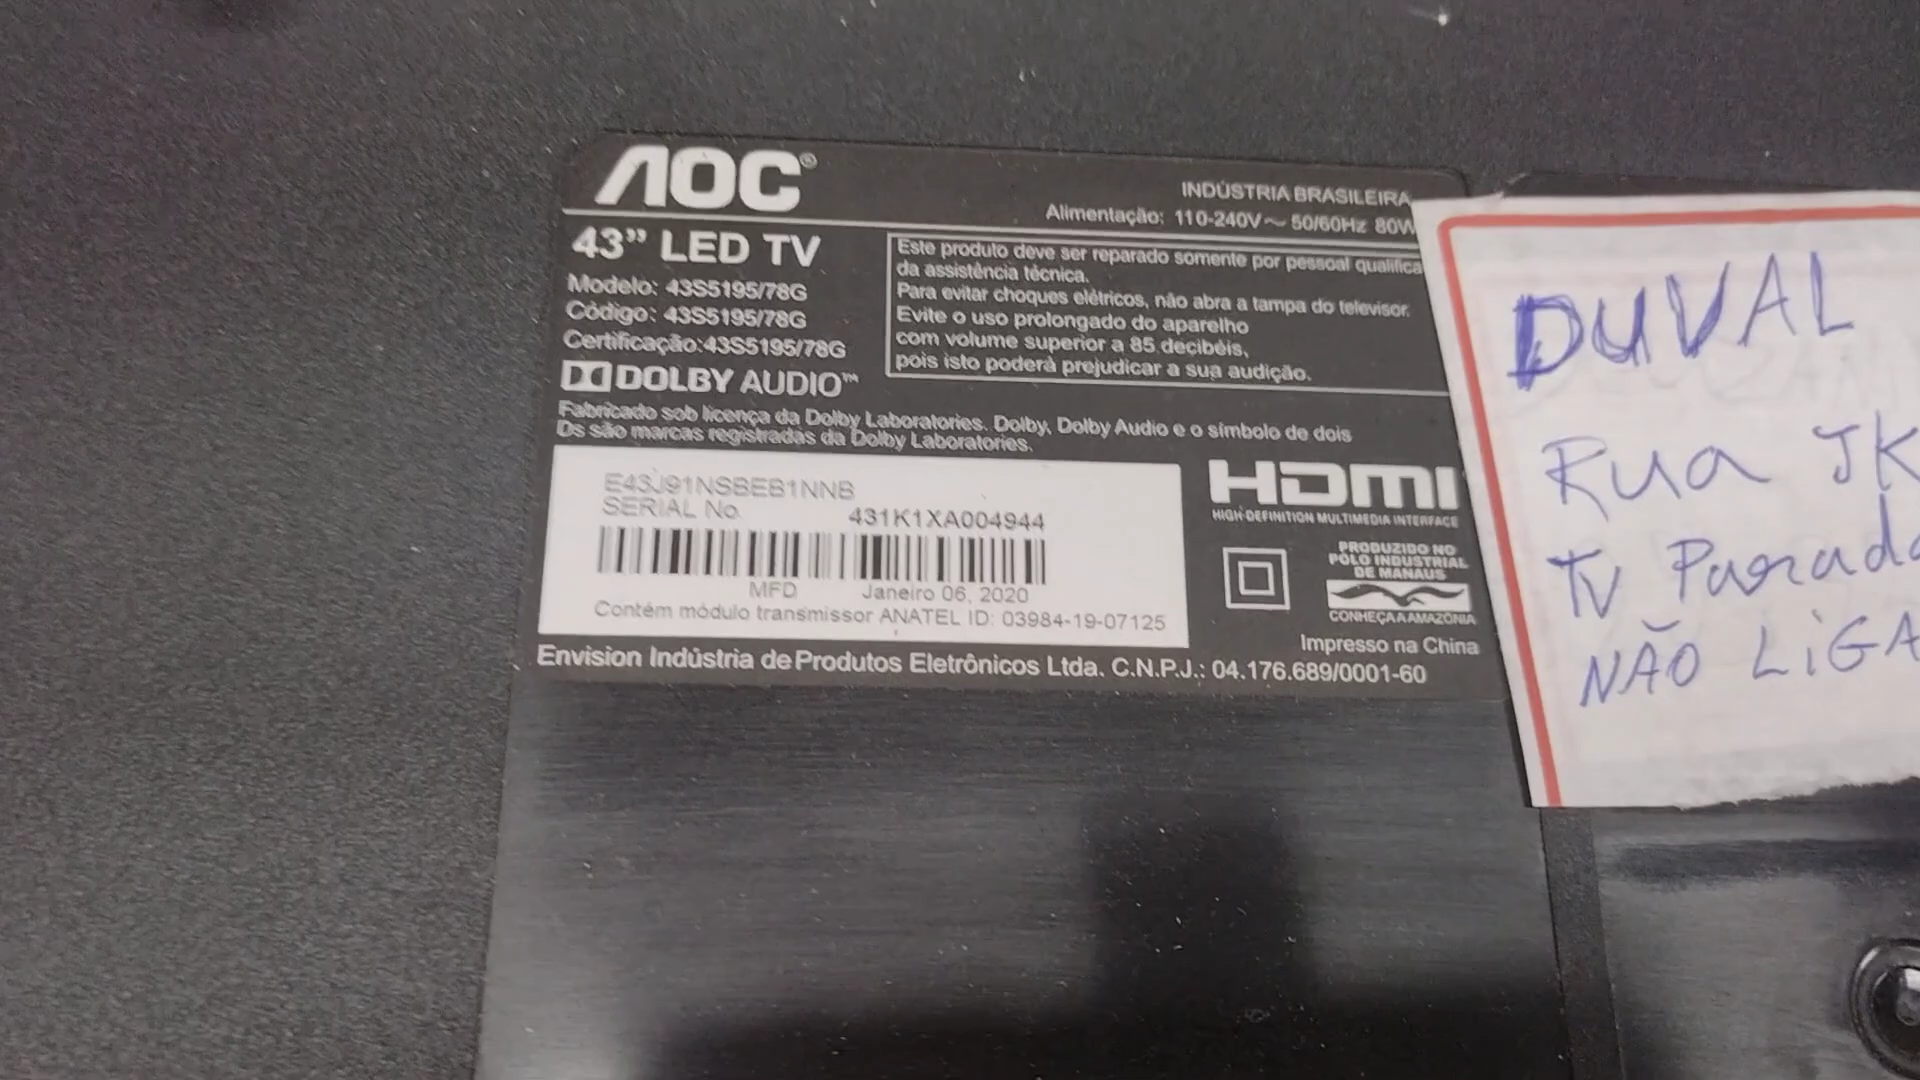 AOC®
INDÚSTRIA BRASILEIRA
Alimentação: 110-240V~ 50/60Hz 80W
43” LED TV
Modelo: 43S5195/78G
Código: 43S5195/78G
Certificação:43S5195/78G
DOLBY AUDIO™
Este produto deve ser reparado somente por pessoal qualifica
da assistência técnica.
Para evitar choques elétricos, não abra a tampa do televisor.
Evite o uso prolongado do aparelho
com volume superior a 85 decibéis,
pois isto poderá prejudicar a sua audição.
Fabricado sob licença da Dolby Laboratories. Dolby, Dolby Audio e o símbolo de dois
Ds são marcas registradas da Dolby Laboratories.
E43J91NSBEB1NNB
SERIAL No. 431K1XA004944
MFD Janeiro 06, 2020
Contém módulo transmissor ANATEL ID: 03984-19-07125
HDMI
HIGH-DEFINITION MULTIMEDIA INTERFACE
PRODUZIDO NO
PÓLO INDUSTRIAL
DE MANAUS
CONHEÇA A AMAZÔNIA
Impresso na China
Envision Indústria de Produtos Eletrônicos Ltda. C.N.P.J.: 04.176.689/0001-60
DUVAL
Rua JK
TV Parada
NÃO LIGA